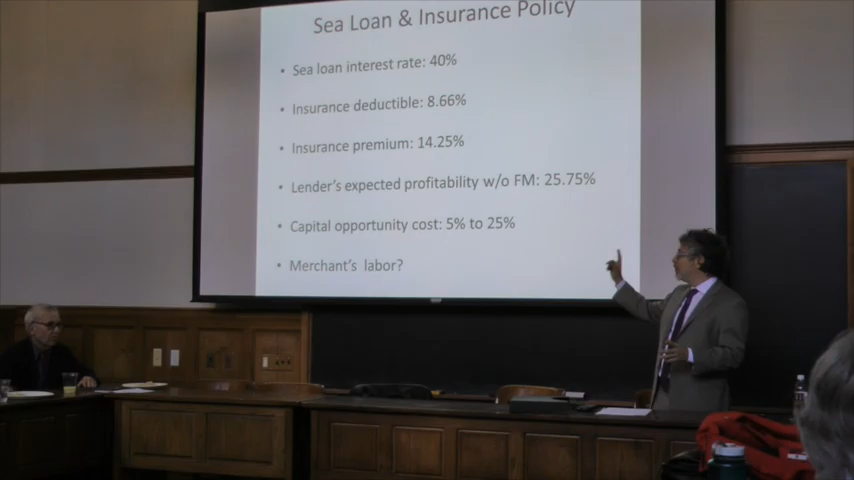 Sea Loan & Insurance Policy
• Sea loan interest rate: 40%
• Insurance deductible: 8.66%
• Insurance premium: 14.25%
• Lender's expected profitability w/o FM: 25.75%
• Capital opportunity cost: 5% to 25%
• Merchant's labor?